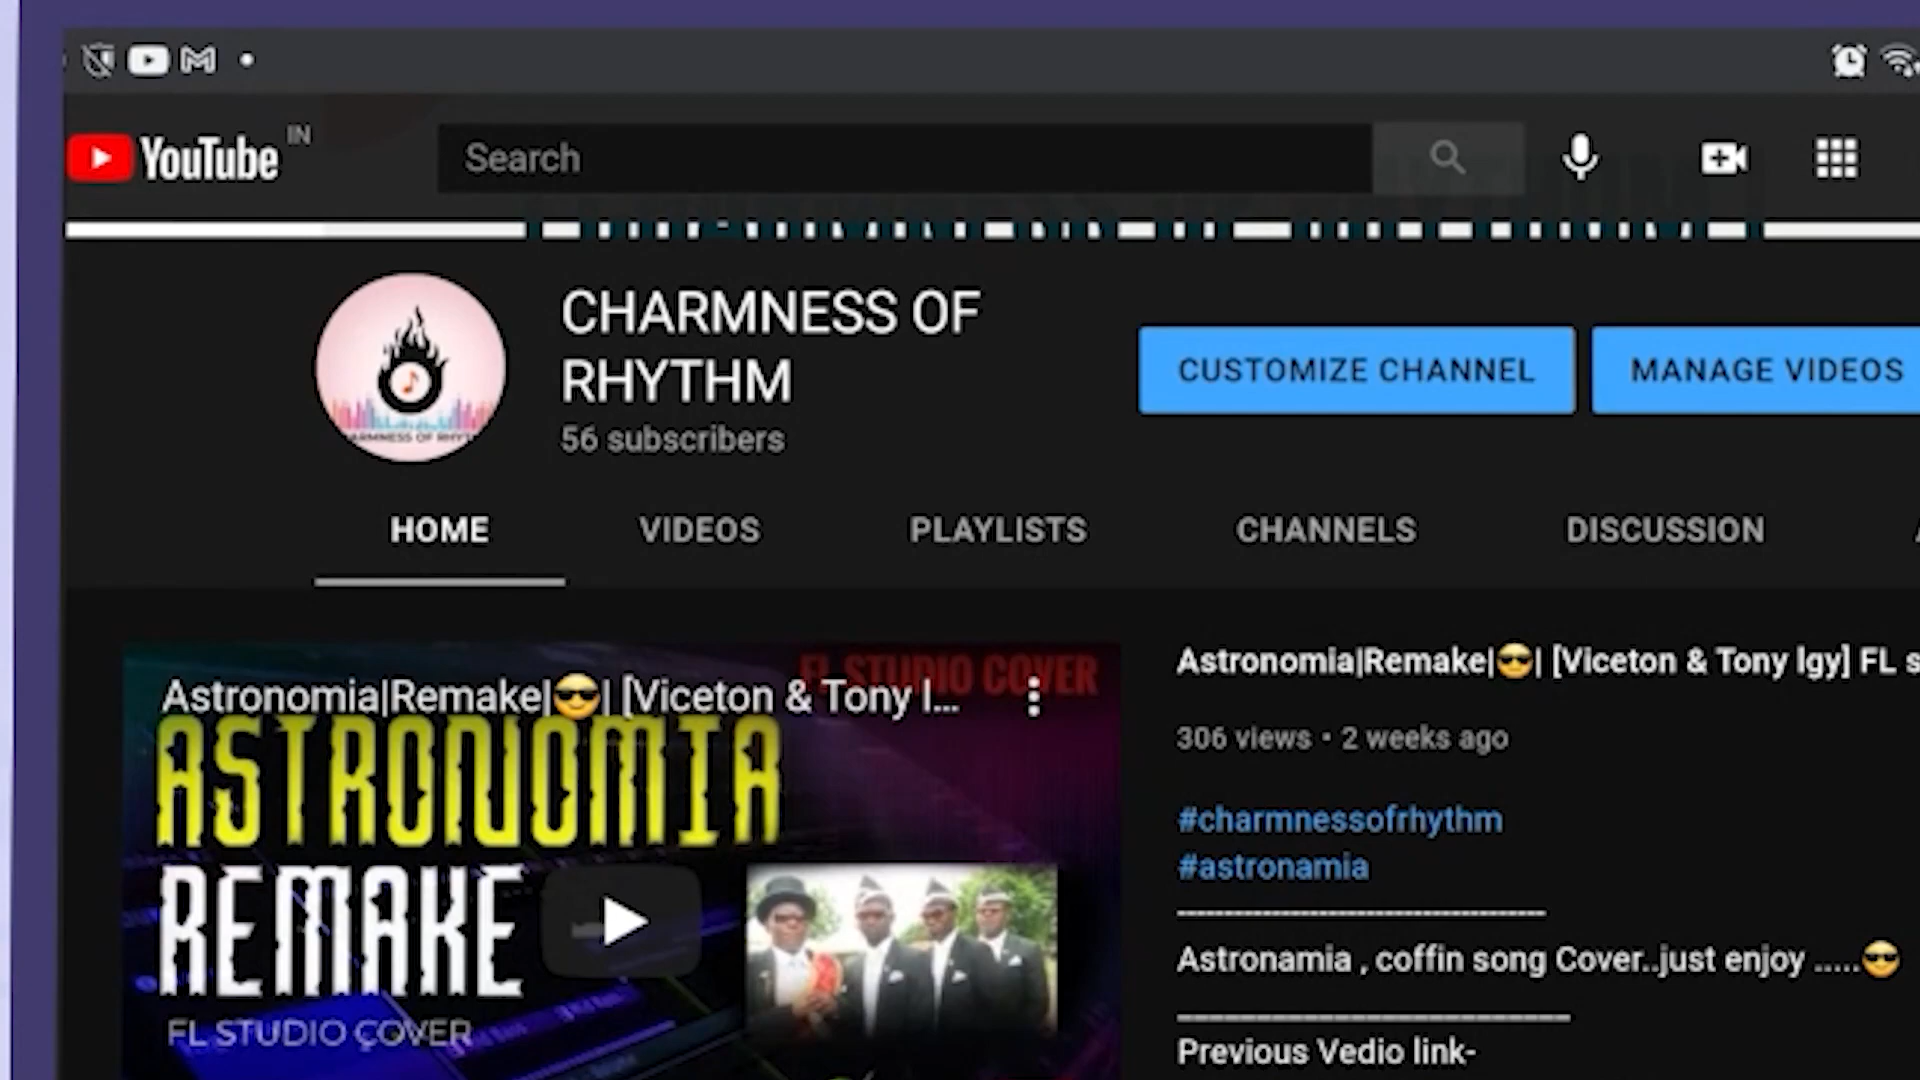 YouTube IN
Search
CHARMNESS OF
RHYTHM
56 subscribers
CUSTOMIZE CHANNEL
MANAGE VIDEOS
HOME
VIDEOS
PLAYLISTS
CHANNELS
DISCUSSION
FL STUDIO COVER
Astronomia|Remake|😎| [Viceton & Tony I...
ASTRONOMIA
REMAKE
FL STUDIO COVER
Astronomia|Remake|😎| [Viceton & Tony Igy] FL s
306 views • 2 weeks ago
#charmnessofrhythm
#astronamia
Astronamia , coffin song Cover..just enjoy .....😎
Previous Vedio link-